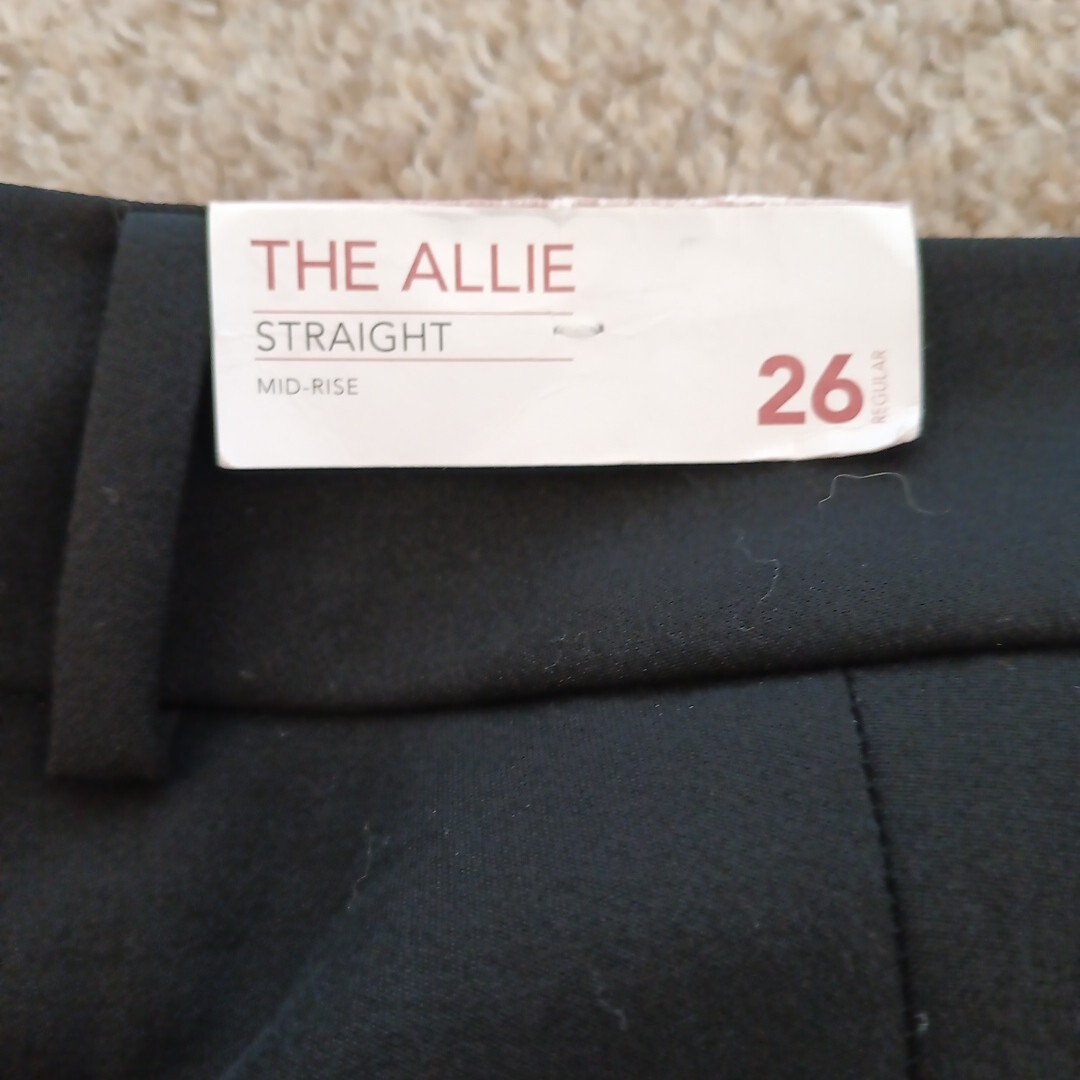 THE ALLIE
STRAIGHT
MID-RISE
26
REGULAR